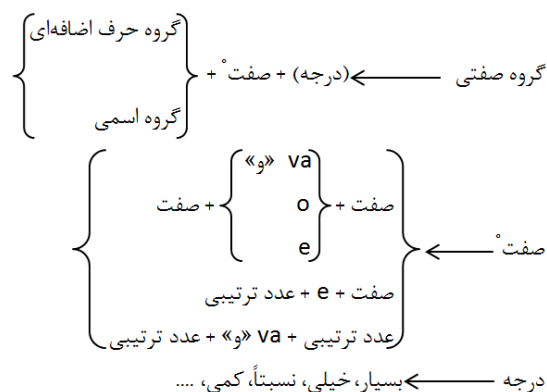 گروه حرف اضافه‌ای
گروه صفتی ⟵ (درجه) + صفت° +
گروه اسمی
va «و»
صفت + o + صفت
e
صفت° ⟵
صفت + e + عدد ترتیبی
عدد ترتیبی + va «و» + عدد ترتیبی
درجه ⟵ بسیار، خیلی، نسبتاً، کمی، ....